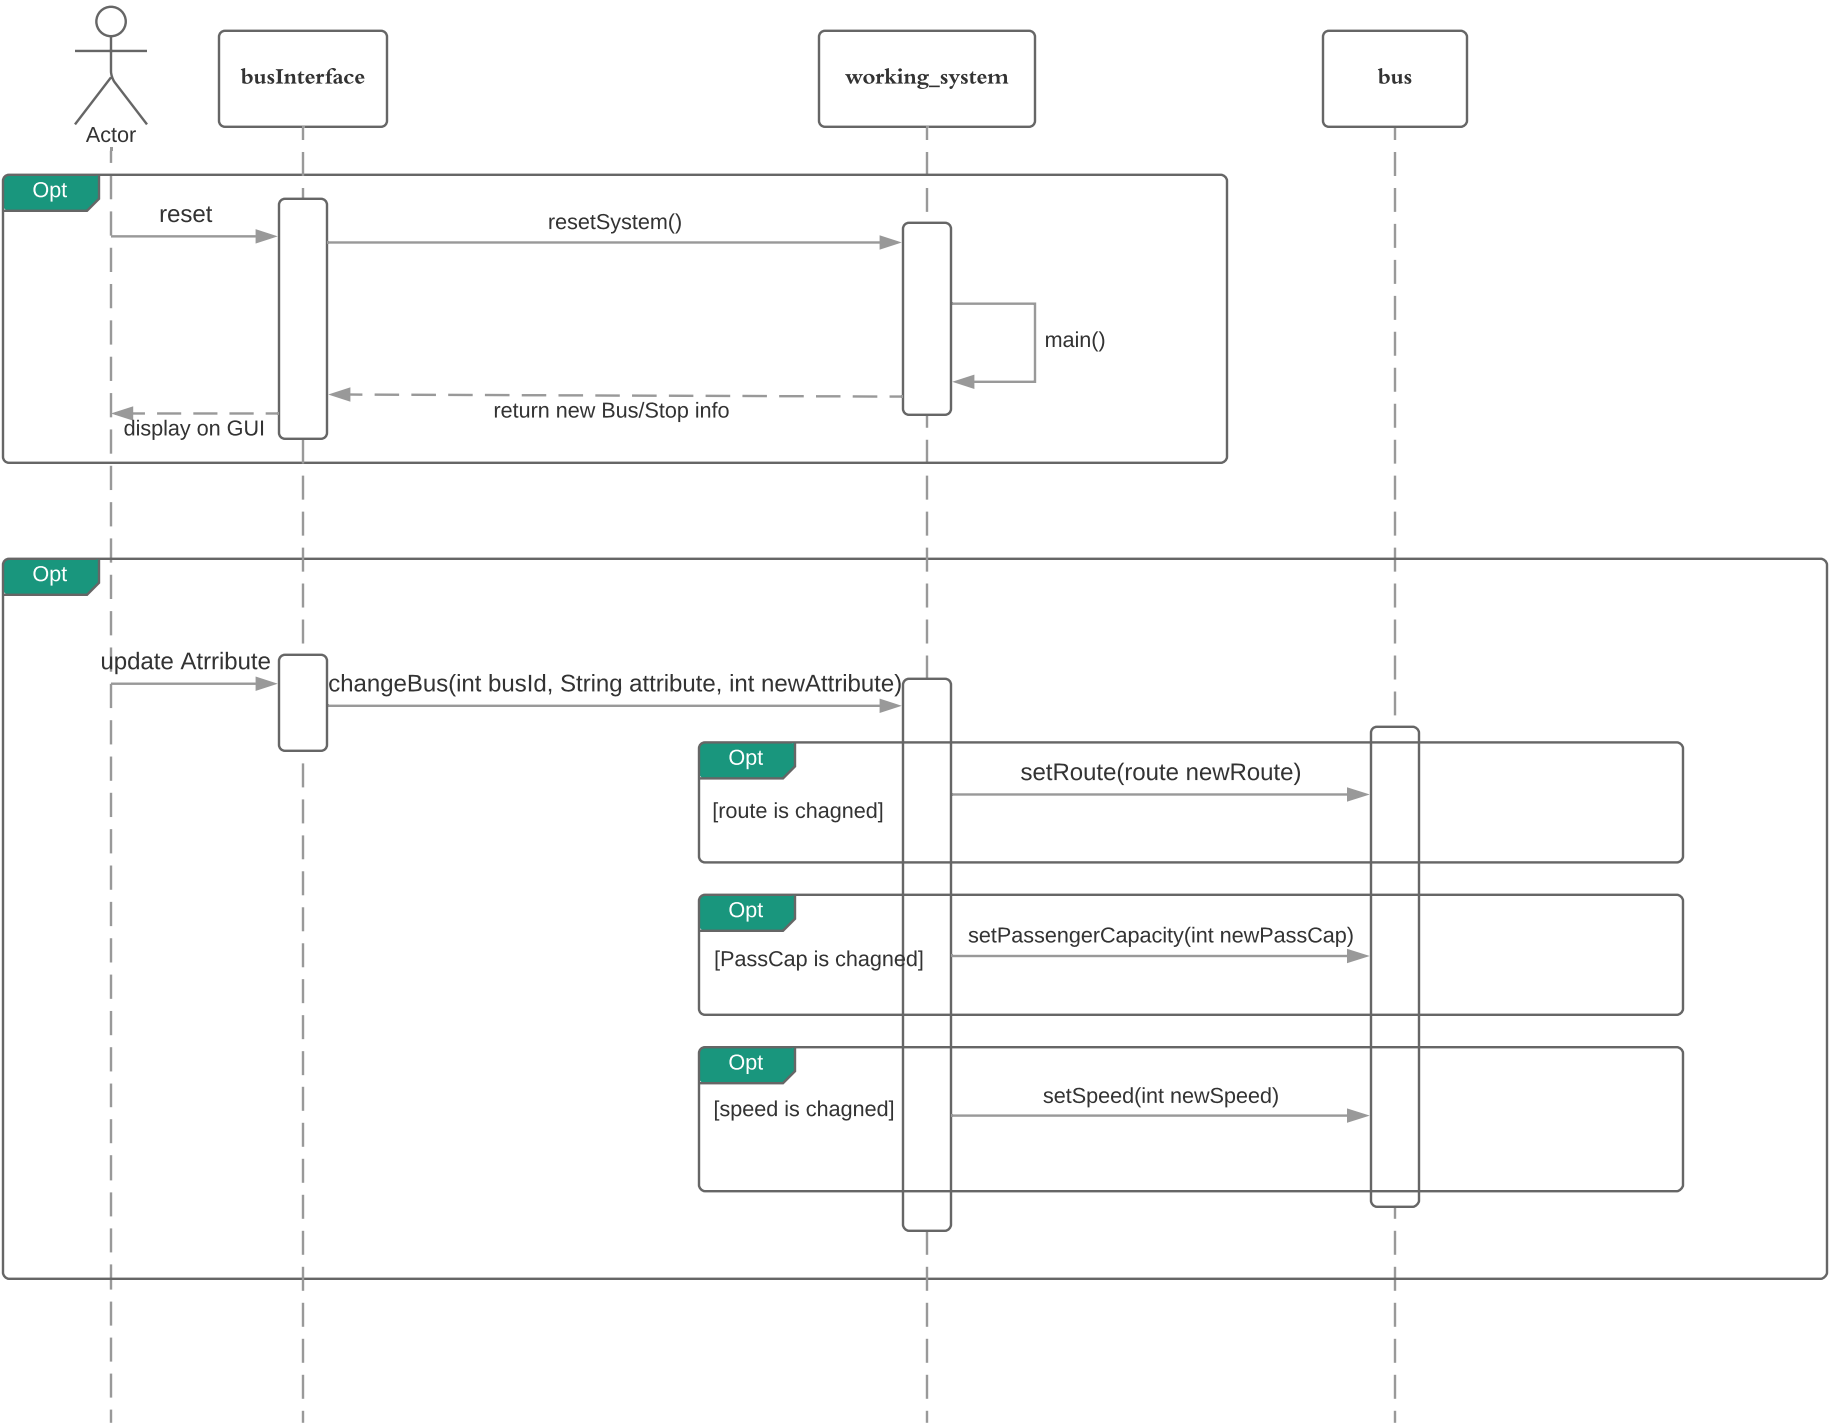 Actor
busInterface
working_system
bus
Opt
reset
resetSystem()
main()
return new Bus/Stop info
display on GUI
Opt
update Atrribute
changeBus(int busId, String attribute, int newAttribute)
Opt
setRoute(route newRoute)
[route is chagned]
Opt
setPassengerCapacity(int newPassCap)
[PassCap is chagned]
Opt
setSpeed(int newSpeed)
[speed is chagned]